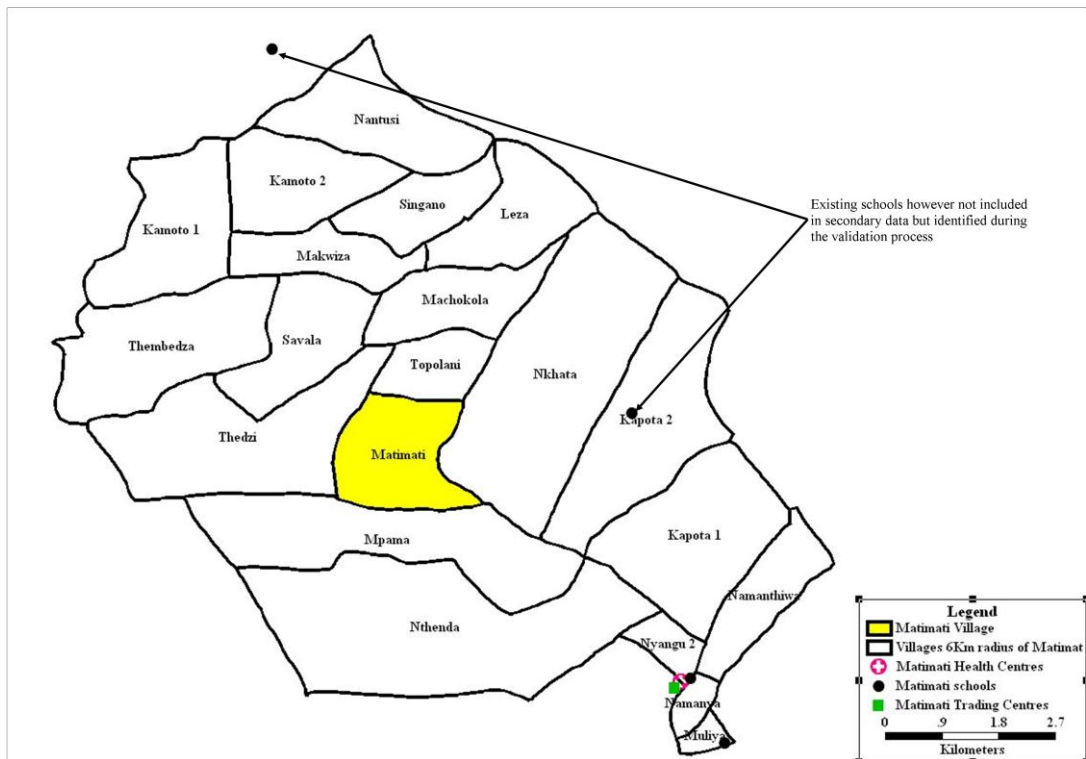 Nantusi
Kamoto 2
Singano
Leza
Kamoto 1
Existing schools however not included
in secondary data but identified during
the validation process
Makwiza
Machokola
Thembedza
Savala
Topolani
Nkhata
Kapota 2
Thedzi
Matimati
Mpama
Kapota 1
Namanthiwa
Nthenda
Nyangu 2
Namanya
Muliya
Legend
Matimati Village
Villages 6Km radius of Matimat
Matimati Health Centres
Matimati schools
Matimati Trading Centres
0 .9 1.8 2.7
Kilometers